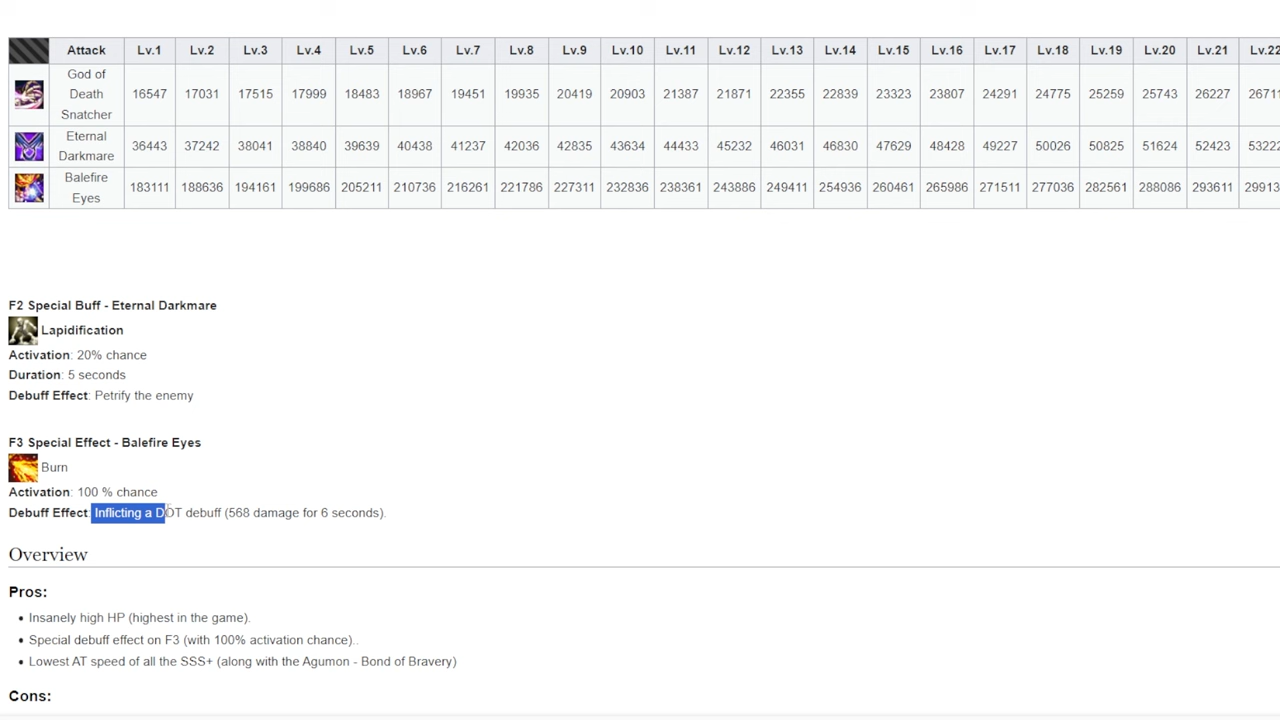 Attack Lv.1 Lv.2 Lv.3 Lv.4 Lv.5 Lv.6 Lv.7 Lv.8 Lv.9 Lv.10 Lv.11 Lv.12 Lv.13 Lv.14 Lv.15 Lv.16 Lv.17 Lv.18 Lv.19 Lv.20 Lv.21 Lv.22
God of
Death
Snatcher
16547 17031 17515 17999 18483 18967 19451 19935 20419 20903 21387 21871 22355 22839 23323 23807 24291 24775 25259 25743 26227 2671
Eternal
Darkmare
36443 37242 38041 38840 39639 40438 41237 42036 42835 43634 44433 45232 46031 46830 47629 48428 49227 50026 50825 51624 52423 5322
Balefire
Eyes
183111 188636 194161 199686 205211 210736 216261 221786 227311 232836 238361 243886 249411 254936 260461 265986 271511 277036 282561 288086 293611 29913
F2 Special Buff - Eternal Darkmare
Lapidification
Activation: 20% chance
Duration: 5 seconds
Debuff Effect: Petrify the enemy
F3 Special Effect - Balefire Eyes
Burn
Activation: 100 % chance
Debuff Effect Inflicting a DOT debuff (568 damage for 6 seconds).
Overview
Pros:
Insanely high HP (highest in the game).
Special debuff effect on F3 (with 100% activation chance)..
Lowest AT speed of all the SSS+ (along with the Agumon - Bond of Bravery)
Cons: